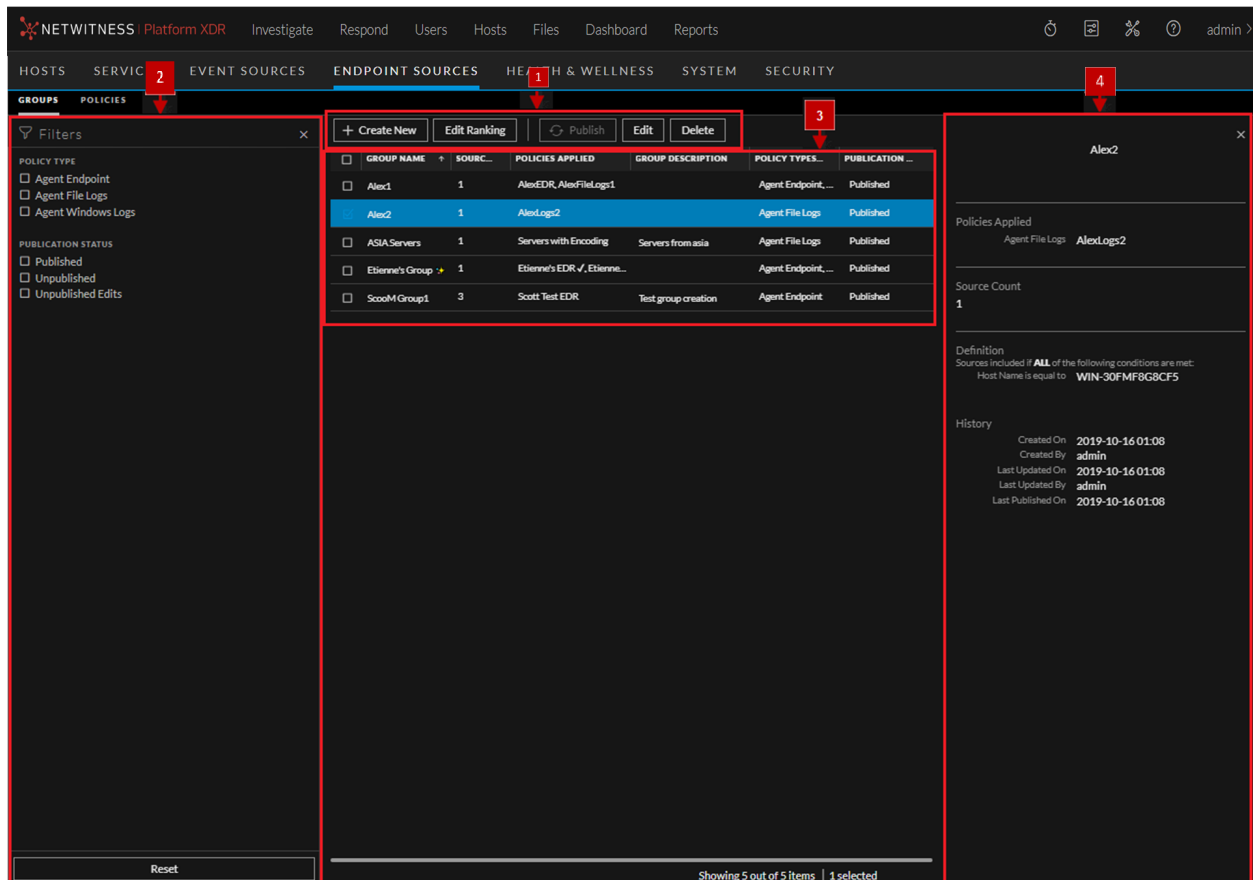 NETWITNESS | Platform XDR Investigate Respond Users Hosts Files Dashboard Reports admin
HOSTS SERVIC EVENT SOURCES ENDPOINT SOURCES HEALTH & WELLNESS SYSTEM SECURITY
2
1
4
GROUPS POLICIES
3
Filters
POLICY TYPE
Agent Endpoint
Agent File Logs
Agent Windows Logs
PUBLICATION STATUS
Published
Unpublished
Unpublished Edits
Reset
+ Create New Edit Ranking Publish Edit Delete
GROUP NAME SOURC... POLICIES APPLIED GROUP DESCRIPTION POLICY TYPES... PUBLICATION ...
Alex1 1 AlexEDR, AlexFileLogs1 Agent Endpoint, ... Published
Alex2 1 AlexLogs2 Agent File Logs Published
ASIA Servers 1 Servers with Encoding Servers from asia Agent File Logs Published
Etienne's Group ✨ 1 Etienne's EDR ✓, Etienne... Agent Endpoint, ... Published
ScooM Group1 3 Scott Test EDR Test group creation Agent Endpoint Published
Showing 5 out of 5 items | 1 selected
Alex2
Policies Applied
Agent File Logs AlexLogs2
Source Count
1
Definition
Sources included if ALL of the following conditions are met:
Host Name is equal to WIN-30FMF8G8CF5
History
Created On 2019-10-16 01:08
Created By admin
Last Updated On 2019-10-16 01:08
Last Updated By admin
Last Published On 2019-10-16 01:08